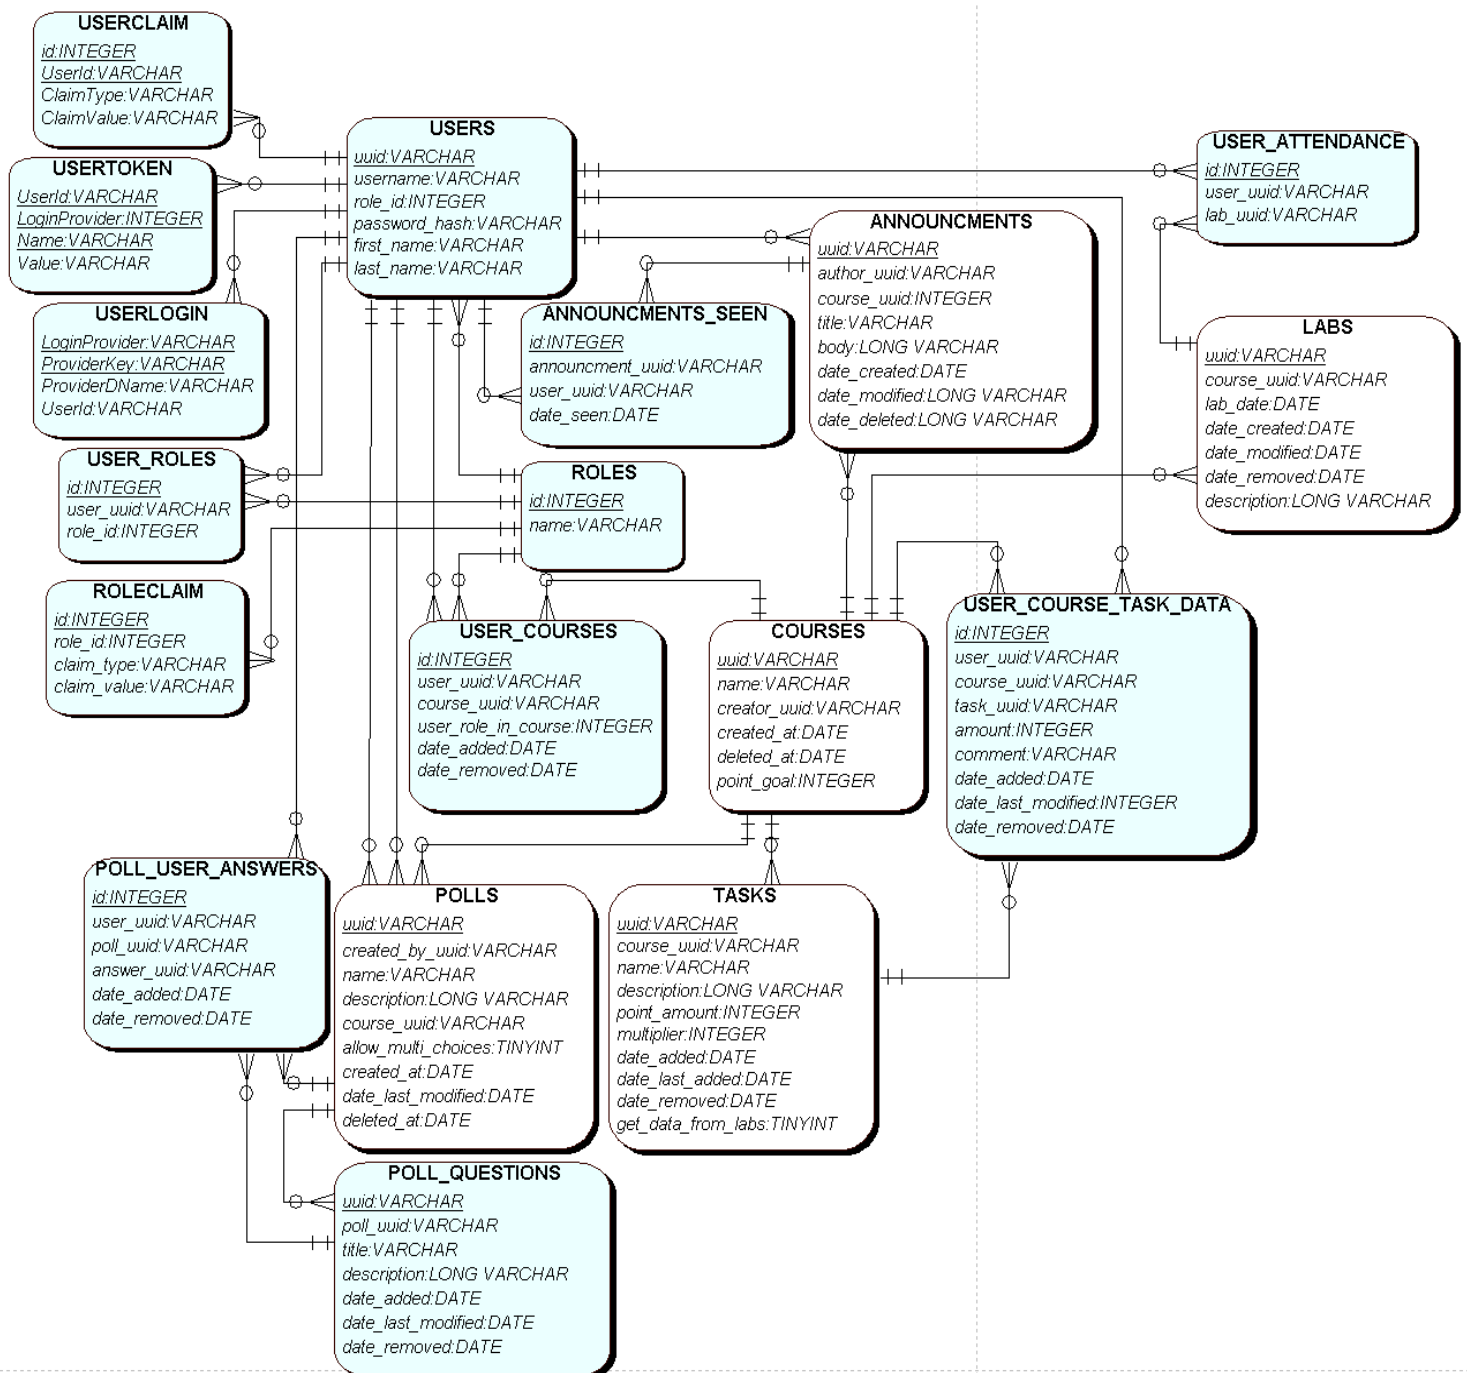 USERCLAIM
id:INTEGER
UserId:VARCHAR
ClaimType:VARCHAR
ClaimValue:VARCHAR
USERTOKEN
UserId:VARCHAR
LoginProvider:INTEGER
Name:VARCHAR
Value:VARCHAR
USERLOGIN
LoginProvider:VARCHAR
ProviderKey:VARCHAR
ProviderDName:VARCHAR
UserId:VARCHAR
USER_ROLES
id:INTEGER
user_uuid:VARCHAR
role_id:INTEGER
ROLECLAIM
id:INTEGER
role_id:INTEGER
claim_type:VARCHAR
claim_value:VARCHAR
USERS
uuid:VARCHAR
username:VARCHAR
role_id:INTEGER
password_hash:VARCHAR
first_name:VARCHAR
last_name:VARCHAR
ANNOUNCMENTS_SEEN
id:INTEGER
announcment_uuid:VARCHAR
user_uuid:VARCHAR
date_seen:DATE
ROLES
id:INTEGER
name:VARCHAR
ANNOUNCMENTS
uuid:VARCHAR
author_uuid:VARCHAR
course_uuid:INTEGER
title:VARCHAR
body:LONG VARCHAR
date_created:DATE
date_modified:LONG VARCHAR
date_deleted:LONG VARCHAR
USER_ATTENDANCE
id:INTEGER
user_uuid:VARCHAR
lab_uuid:VARCHAR
LABS
uuid:VARCHAR
course_uuid:VARCHAR
lab_date:DATE
date_created:DATE
date_modified:DATE
date_removed:DATE
description:LONG VARCHAR
USER_COURSES
id:INTEGER
user_uuid:VARCHAR
course_uuid:VARCHAR
user_role_in_course:INTEGER
date_added:DATE
date_removed:DATE
COURSES
uuid:VARCHAR
name:VARCHAR
creator_uuid:VARCHAR
created_at:DATE
deleted_at:DATE
point_goal:INTEGER
USER_COURSE_TASK_DATA
id:INTEGER
user_uuid:VARCHAR
course_uuid:VARCHAR
task_uuid:VARCHAR
amount:INTEGER
comment:VARCHAR
date_added:DATE
date_last_modified:INTEGER
date_removed:DATE
POLL_USER_ANSWERS
id:INTEGER
user_uuid:VARCHAR
poll_uuid:VARCHAR
answer_uuid:VARCHAR
date_added:DATE
date_removed:DATE
POLLS
uuid:VARCHAR
created_by_uuid:VARCHAR
name:VARCHAR
description:LONG VARCHAR
course_uuid:VARCHAR
allow_multi_choices:TINYINT
created_at:DATE
date_last_modified:DATE
deleted_at:DATE
TASKS
uuid:VARCHAR
course_uuid:VARCHAR
name:VARCHAR
description:LONG VARCHAR
point_amount:INTEGER
multiplier:INTEGER
date_added:DATE
date_last_added:DATE
date_removed:DATE
get_data_from_labs:TINYINT
POLL_QUESTIONS
uuid:VARCHAR
poll_uuid:VARCHAR
title:VARCHAR
description:LONG VARCHAR
date_added:DATE
date_last_modified:DATE
date_removed:DATE